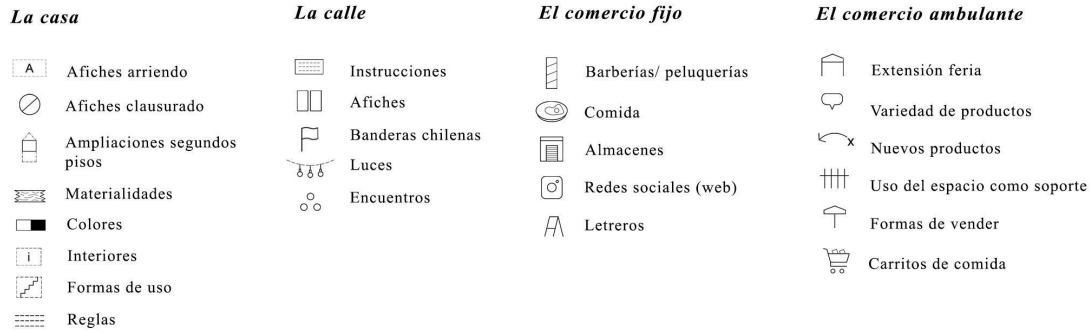 La casa
A
Afiches arriendo
Afiches clausurado
Ampliaciones segundos
pisos
Materialidades
Colores
i
Interiores
Formas de uso
Reglas
La calle
Instrucciones
Afiches
Banderas chilenas
Luces
Encuentros
El comercio fijo
Barberías/ peluquerías
Comida
Almacenes
Redes sociales (web)
Letreros
El comercio ambulante
Extensión feria
Variedad de productos
x
Nuevos productos
Uso del espacio como soporte
Formas de vender
Carritos de comida